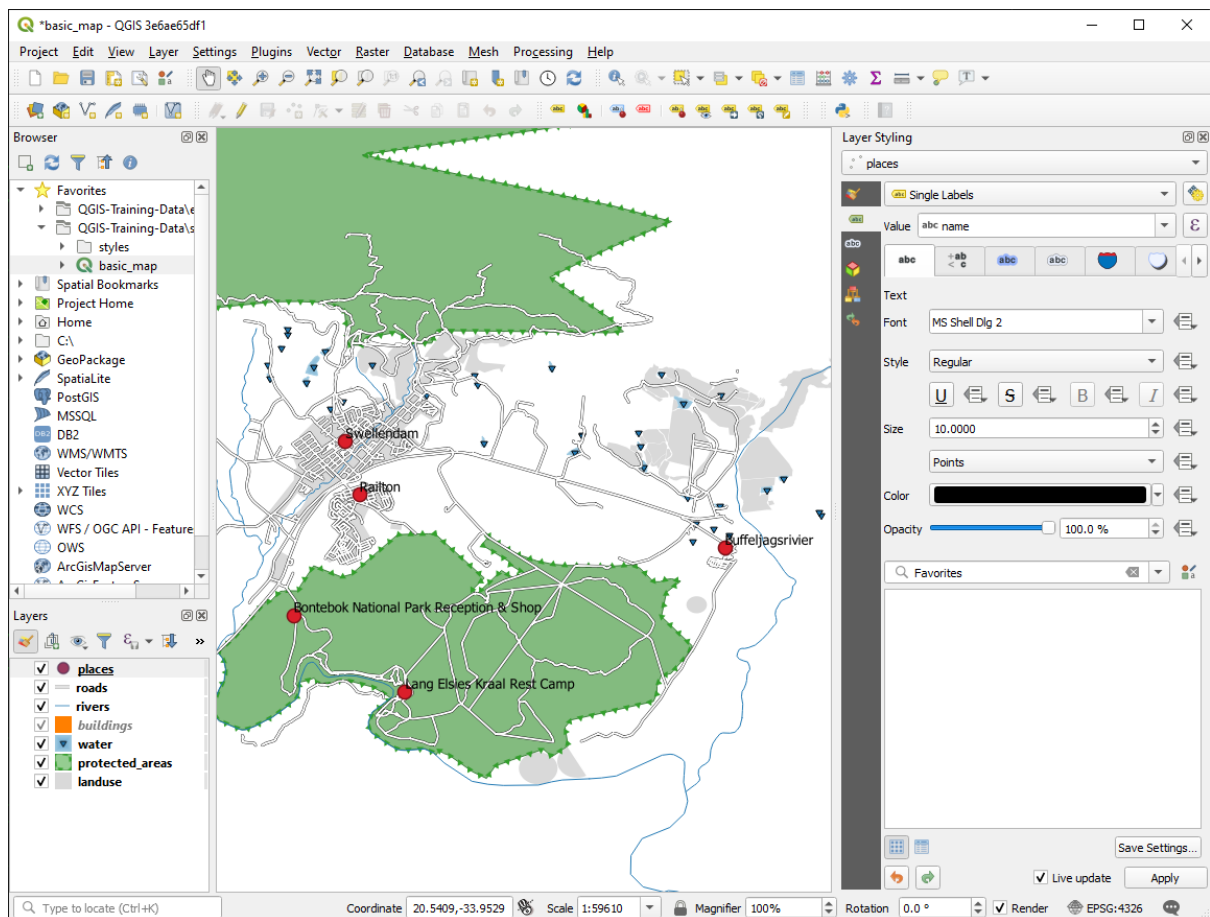 *basic_map - QGIS 3e6ae65df1
Project Edit View Layer Settings Plugins Vector Raster Database Mesh Processing Help
Browser
Favorites
QGIS-Training-Data\e
QGIS-Training-Data\s
styles
basic_map
Spatial Bookmarks
Project Home
Home
C:\
GeoPackage
SpatiaLite
PostGIS
MSSQL
DB2
WMS/WMTS
Vector Tiles
XYZ Tiles
WCS
WFS / OGC API - Feature
OWS
ArcGisMapServer
Layers
places
roads
rivers
buildings
water
protected_areas
landuse
Swellendam
Railton
Buffeljagsrivier
Bontebok National Park Reception & Shop
Lang Elsies Kraal Rest Camp
Layer Styling
places
abc Single Labels
Value abc name
abc +ab < c abc abc
Text
Font MS Shell Dlg 2
Style Regular
U S B I
Size 10.0000
Points
Color
Opacity 100.0 %
Favorites
Save Settings...
Live update Apply
Type to locate (Ctrl+K) Coordinate 20.5409,-33.9529 Scale 1:59610 Magnifier 100% Rotation 0.0 ° Render EPSG:4326